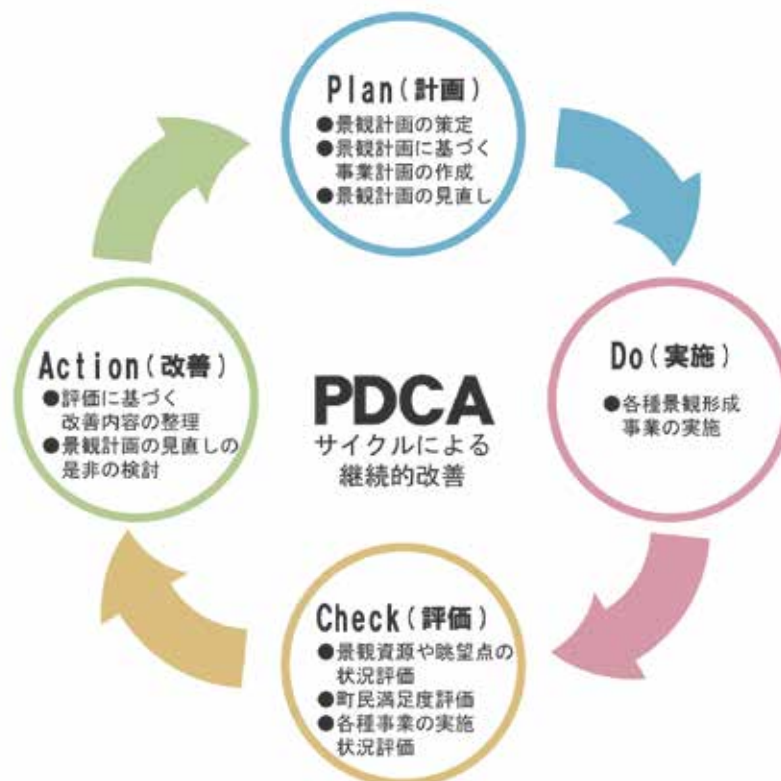 Plan(計画)
●景観計画の策定
●景観計画に基づく
事業計画の作成
●景観計画の見直し
Do(実施)
●各種景観形成
事業の実施
Check(評価)
●景観資源や眺望点の
状況評価
●町民満足度評価
●各種事業の実施
状況評価
Action(改善)
●評価に基づく
改善内容の整理
●景観計画の見直しの
是非の検討
PDCA
サイクルによる
継続的改善